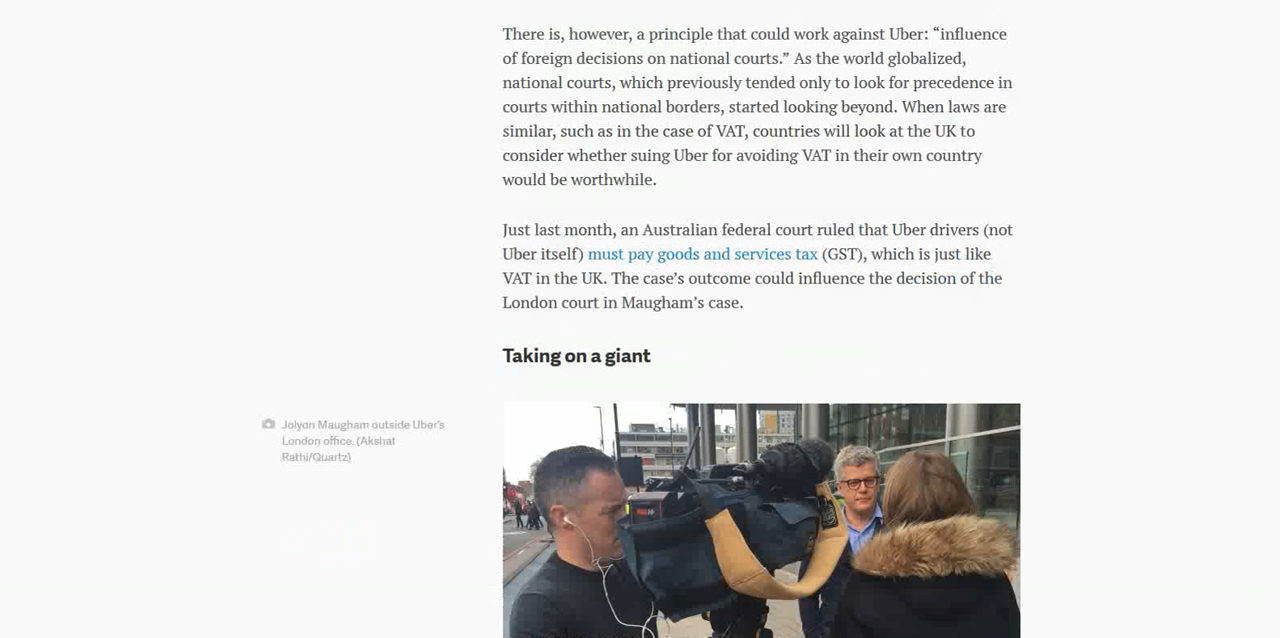 There is, however, a principle that could work against Uber: “influence
of foreign decisions on national courts.” As the world globalized,
national courts, which previously tended only to look for precedence in
courts within national borders, started looking beyond. When laws are
similar, such as in the case of VAT, countries will look at the UK to
consider whether suing Uber for avoiding VAT in their own country
would be worthwhile.
Just last month, an Australian federal court ruled that Uber drivers (not
Uber itself) must pay goods and services tax (GST), which is just like
VAT in the UK. The case’s outcome could influence the decision of the
London court in Maugham’s case.
Taking on a giant
Jolyon Maugham outside Uber’s
London office. (Akshat
Rathi/Quartz)